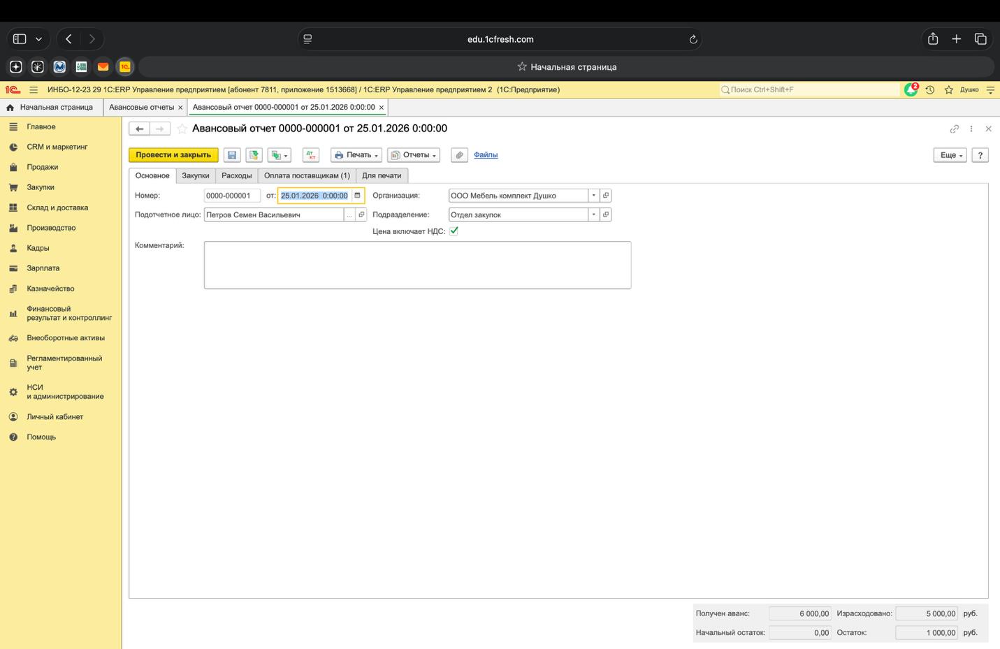 edu.1cfresh.com
Начальная страница
ИНБО-12-23 29 1С:ERP Управление предприятием [абонент 7811, приложение 1513668] / 1С:ERP Управление предприятием 2 (1С:Предприятие)
Поиск Ctrl+Shift+F
2
Душко
Начальная страница
Авансовые отчеты ×
Авансовый отчет 0000-000001 от 25.01.2026 0:00:00 ×
Главное
CRM и маркетинг
Продажи
Закупки
Склад и доставка
Производство
Кадры
Зарплата
Казначейство
Финансовый
результат и контроллинг
Внеоборотные активы
Регламентированный
учет
НСИ
и администрирование
Личный кабинет
Помощь
Авансовый отчет 0000-000001 от 25.01.2026 0:00:00
Провести и закрыть
Дт
Кт
Печать
Отчеты
Файлы
Еще
?
Основное
Закупки
Расходы
Оплата поставщикам (1)
Для печати
Номер: 0000-000001 от: 25.01.2026 0:00:00 Организация: ООО Мебель комплект Душко
Подотчетное лицо: Петров Семен Васильевич ... Подразделение: Отдел закупок
Цена включает НДС:
Комментарий:
Получен аванс: 6 000,00 Израсходовано: 5 000,00 руб.
Начальный остаток: 0,00 Остаток: 1 000,00 руб.